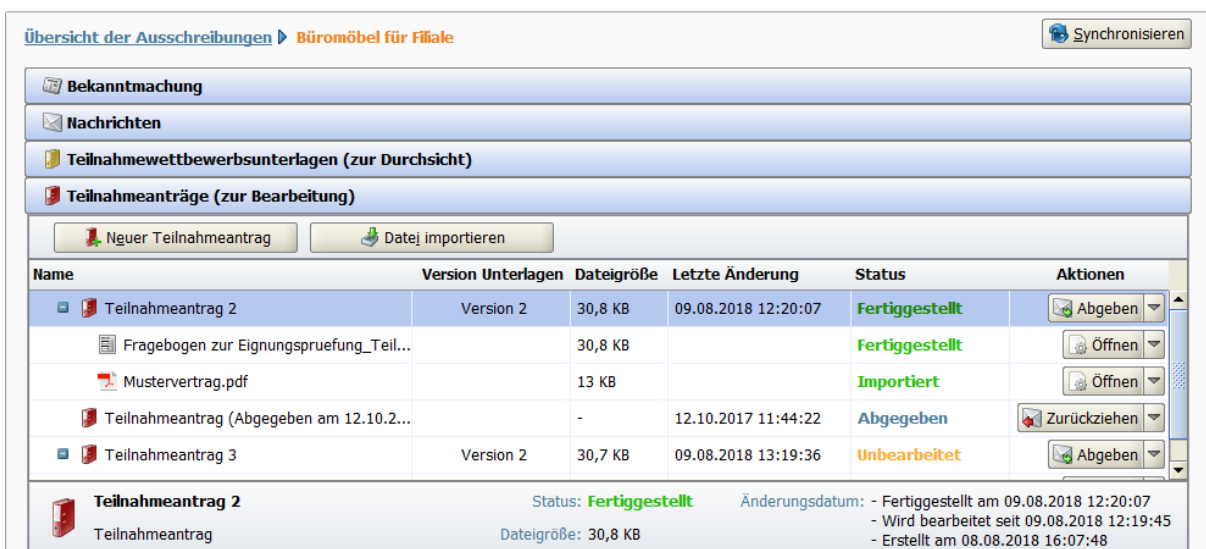 Übersicht der Ausschreibungen Büromöbel für Filiale Synchronisieren
Bekanntmachung
Nachrichten
Teilnahmewettbewerbsunterlagen (zur Durchsicht)
Teilnahmeanträge (zur Bearbeitung)
Neuer Teilnahmeantrag Datei importieren
Name Version Unterlagen Dateigröße Letzte Änderung Status Aktionen
Teilnahmeantrag 2 Version 2 30,8 KB 09.08.2018 12:20:07 Fertiggestellt Abgeben
Fragebogen zur Eignungspruefung_Teil... 30,8 KB Fertiggestellt Öffnen
Mustervertrag.pdf 13 KB Importiert Öffnen
Teilnahmeantrag (Abgegeben am 12.10.2... - 12.10.2017 11:44:22 Abgegeben Zurückziehen
Teilnahmeantrag 3 Version 2 30,7 KB 09.08.2018 13:19:36 Unbearbeitet Abgeben
Teilnahmeantrag 2 Status: Fertiggestellt Änderungsdatum: - Fertiggestellt am 09.08.2018 12:20:07
- Wird bearbeitet seit 09.08.2018 12:19:45
Teilnahmeantrag Dateigröße: 30,8 KB - Erstellt am 08.08.2018 16:07:48